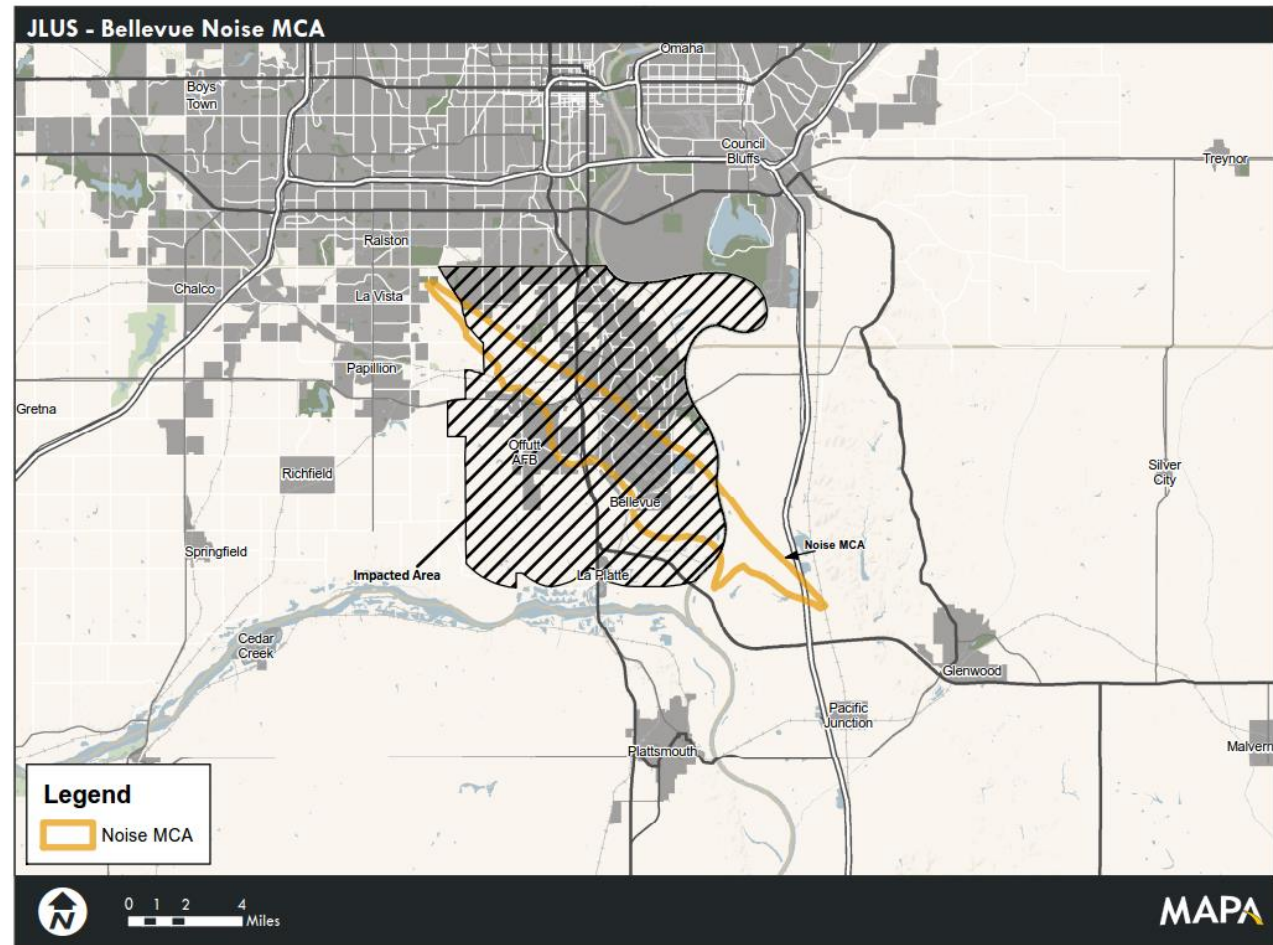 JLUS - Bellevue Noise MCA
Omaha
Boys
Town
Council
Bluffs
Treynor
Ralston
Chalco
La Vista
Papillion
Gretna
Offutt
AFB
Richfield
Silver
City
Bellevue
Springfield
Noise MCA
Impacted Area
La Platte
Cedar
Creek
Glenwood
Pacific
Junction
Plattsmouth
Malvern
Legend
Noise MCA
N
0 1 2 4
Miles
MAPA